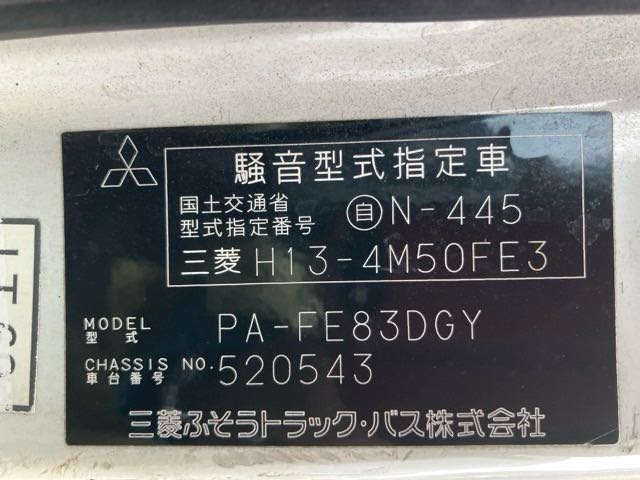 騒音型式指定車
国土交通省
型式指定番号 自N-445
三菱 H13-4M50FE3
MODEL
型式 PA-FE83DGY
CHASSIS NO.
車台番号 520543
三菱ふそうトラック・バス株式会社